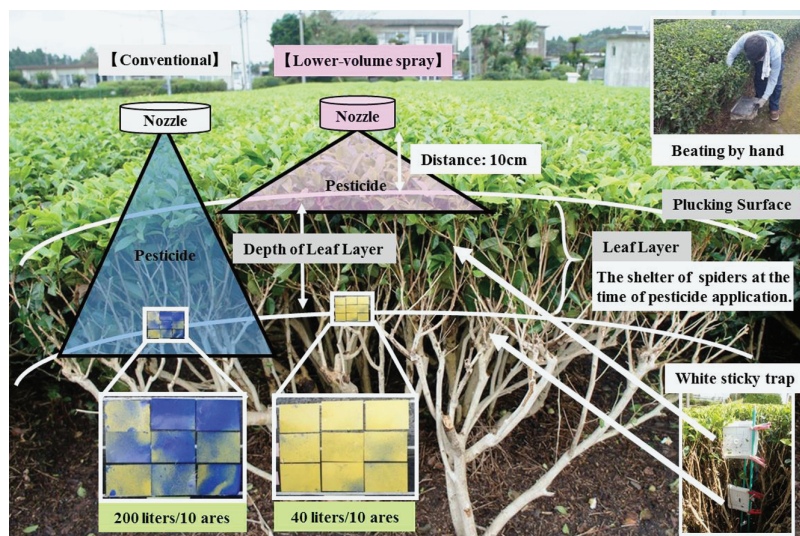 【Conventional】
【Lower-volume spray】
Nozzle
Nozzle
Distance: 10cm
Beating by hand
Pesticide
Plucking Surface
Pesticide
Depth of Leaf Layer
Leaf Layer
The shelter of spiders at the
time of pesticide application.
White sticky trap
200 liters/10 ares
40 liters/10 ares